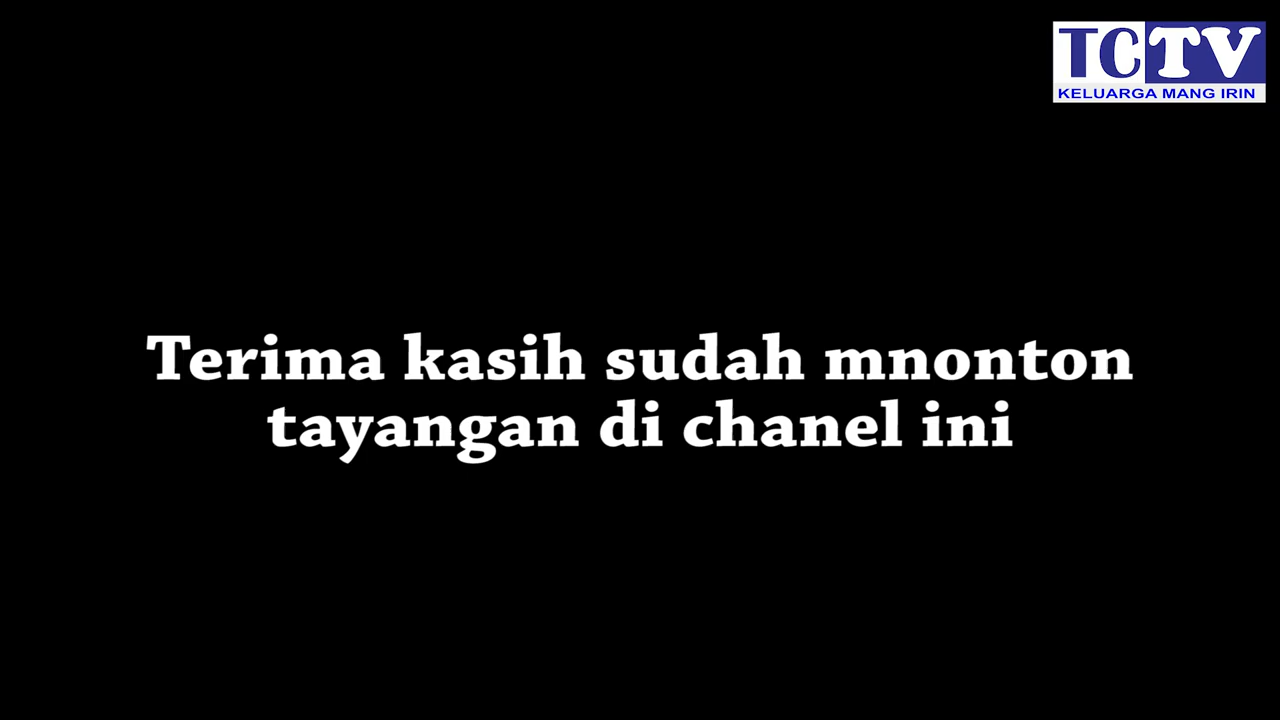 TCTV
KELUARGA MANG IRIN
Terima kasih sudah mnonton
tayangan di chanel ini